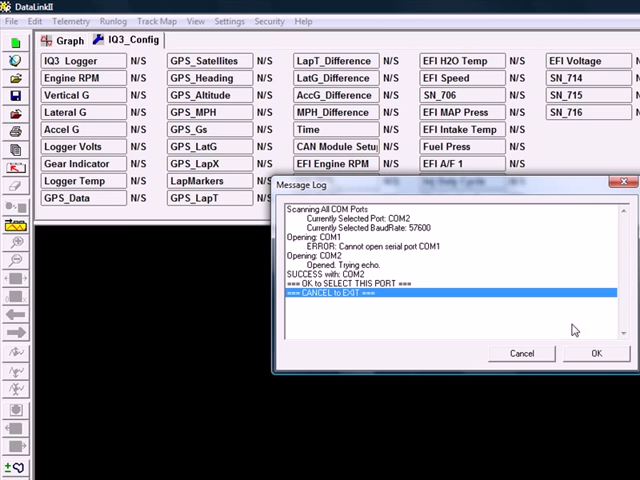 DataLinkII
File Edit Telemetry Runlog Track Map View Settings Security Help
Graph IQ3_Config
IQ3 Logger N/S GPS_Satellites N/S LapT_Difference N/S EFI H2O Temp N/S EFI Voltage N/S
Engine RPM N/S GPS_Heading N/S LatG_Difference N/S EFI Speed N/S SN_714 N/S
Vertical G N/S GPS_Altitude N/S AccG_Difference N/S SN_706 N/S SN_715 N/S
Lateral G N/S GPS_MPH N/S MPH_Difference N/S EFI MAP Press N/S SN_716 N/S
Accel G N/S GPS_Gs N/S Time N/S EFI Intake Temp N/S
Logger Volts N/S GPS_LatG N/S CAN Module Setup N/S Fuel Press N/S
Gear Indicator N/S GPS_LapX N/S EFI Engine RPM N/S EFI A/F 1 N/S
Logger Temp N/S LapMarkers N/S
GPS_Data N/S GPS_LapT N/S
Message Log
Scanning All COM Ports
Currently Selected Port: COM2
Currently Selected BaudRate: 57600
Opening: COM1
ERROR: Cannot open serial port COM1
Opening: COM2
Opened. Trying echo.
SUCCESS with: COM2
=== OK to SELECT THIS PORT ===
=== CANCEL to EXIT ===
Cancel OK